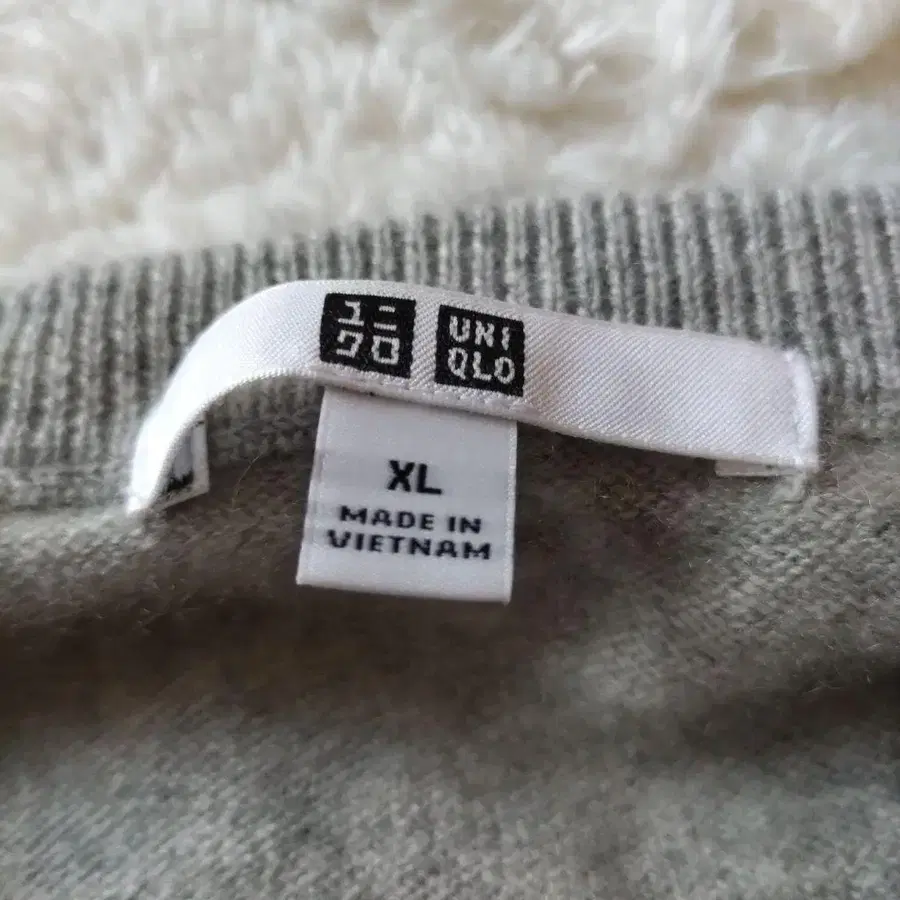 ユニ
クロ
UNI
QLO
XL
MADE IN
VIETNAM